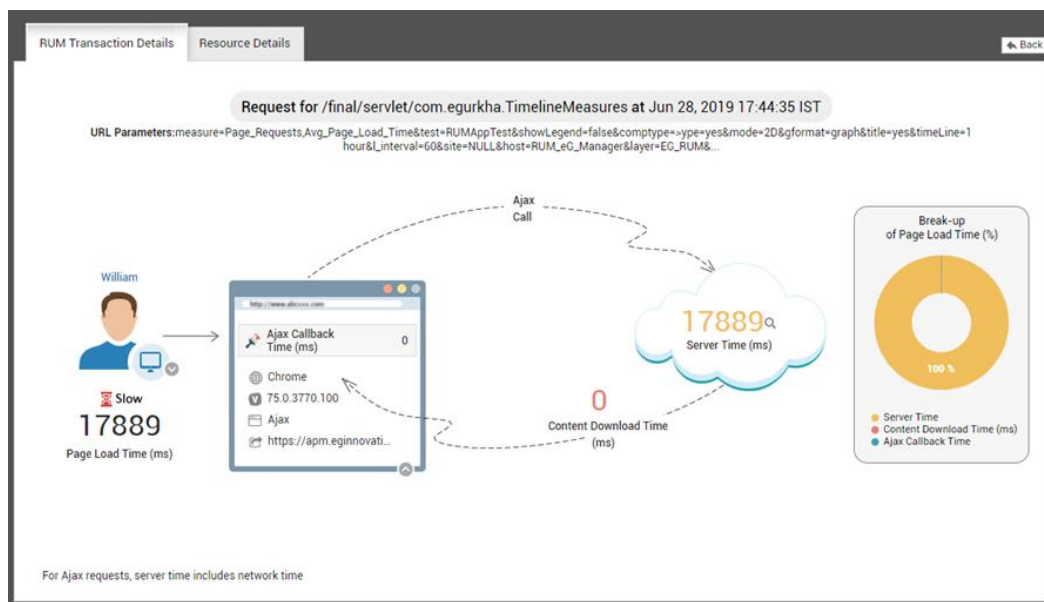 RUM Transaction Details
Resource Details
Back
Request for /final/servlet/com.egurkha.TimelineMeasures at Jun 28, 2019 17:44:35 IST
URL Parameters:measure=Page_Requests,Avg_Page_Load_Time&test=RUMAppTest&showLegend=false&comptype=>ype=yes&mode=2D&gformat=graph&title=yes&timeLine=1
hour&l_interval=60&site=NULL&host=RUM_eG_Manager&layer=EG_RUM&...
Ajax
Call
William
Slow
17889
Page Load Time (ms)
Ajax Callback
Time (ms)
0
Chrome
75.0.3770.100
Ajax
https://apm.eginnovati...
17889
Server Time (ms)
0
Content Download Time
(ms)
Break-up
of Page Load Time (%)
100 %
Server Time
Content Download Time (ms)
Ajax Callback Time
For Ajax requests, server time includes network time